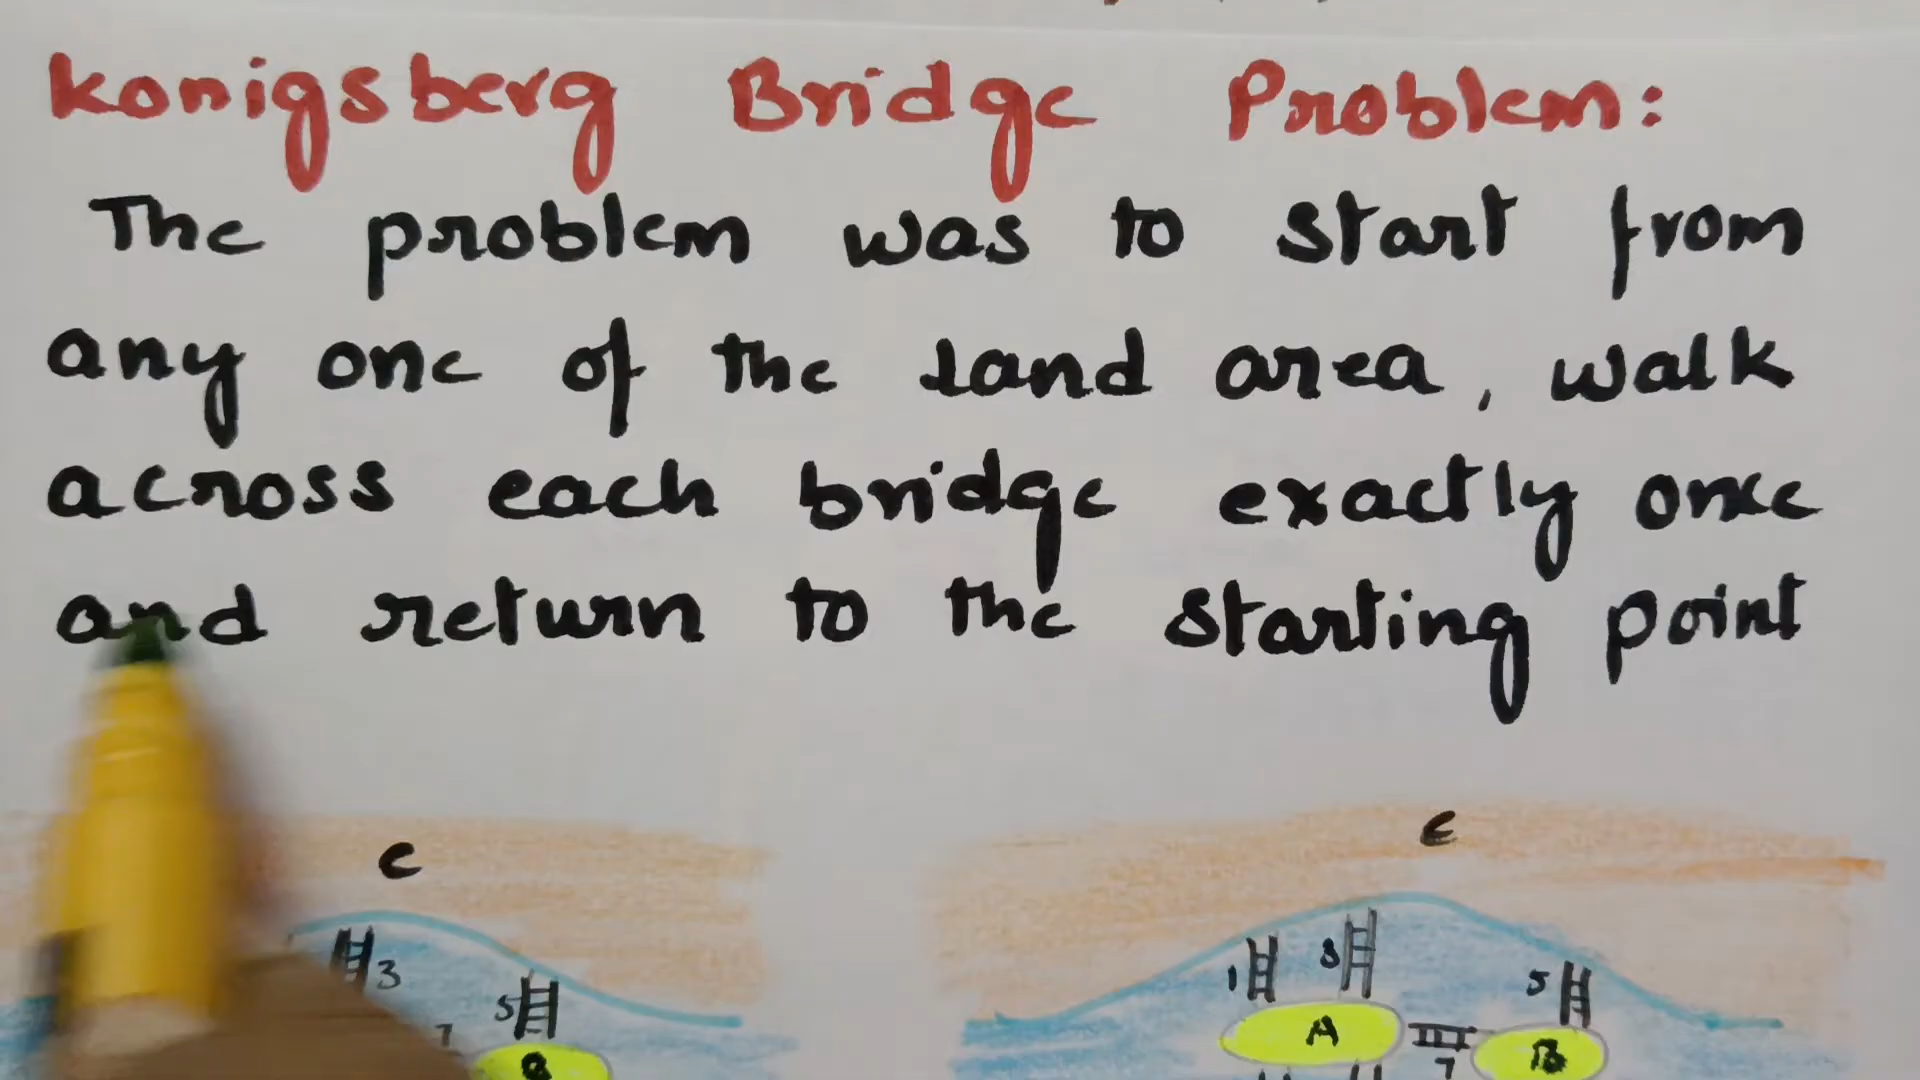 Konigsberg Bridge Problem:
The problem was to start from
any one of the land area, walk
across each bridge exactly once
and return to the starting point
C
C
3
5
7
B
1
3
5
A
7
B